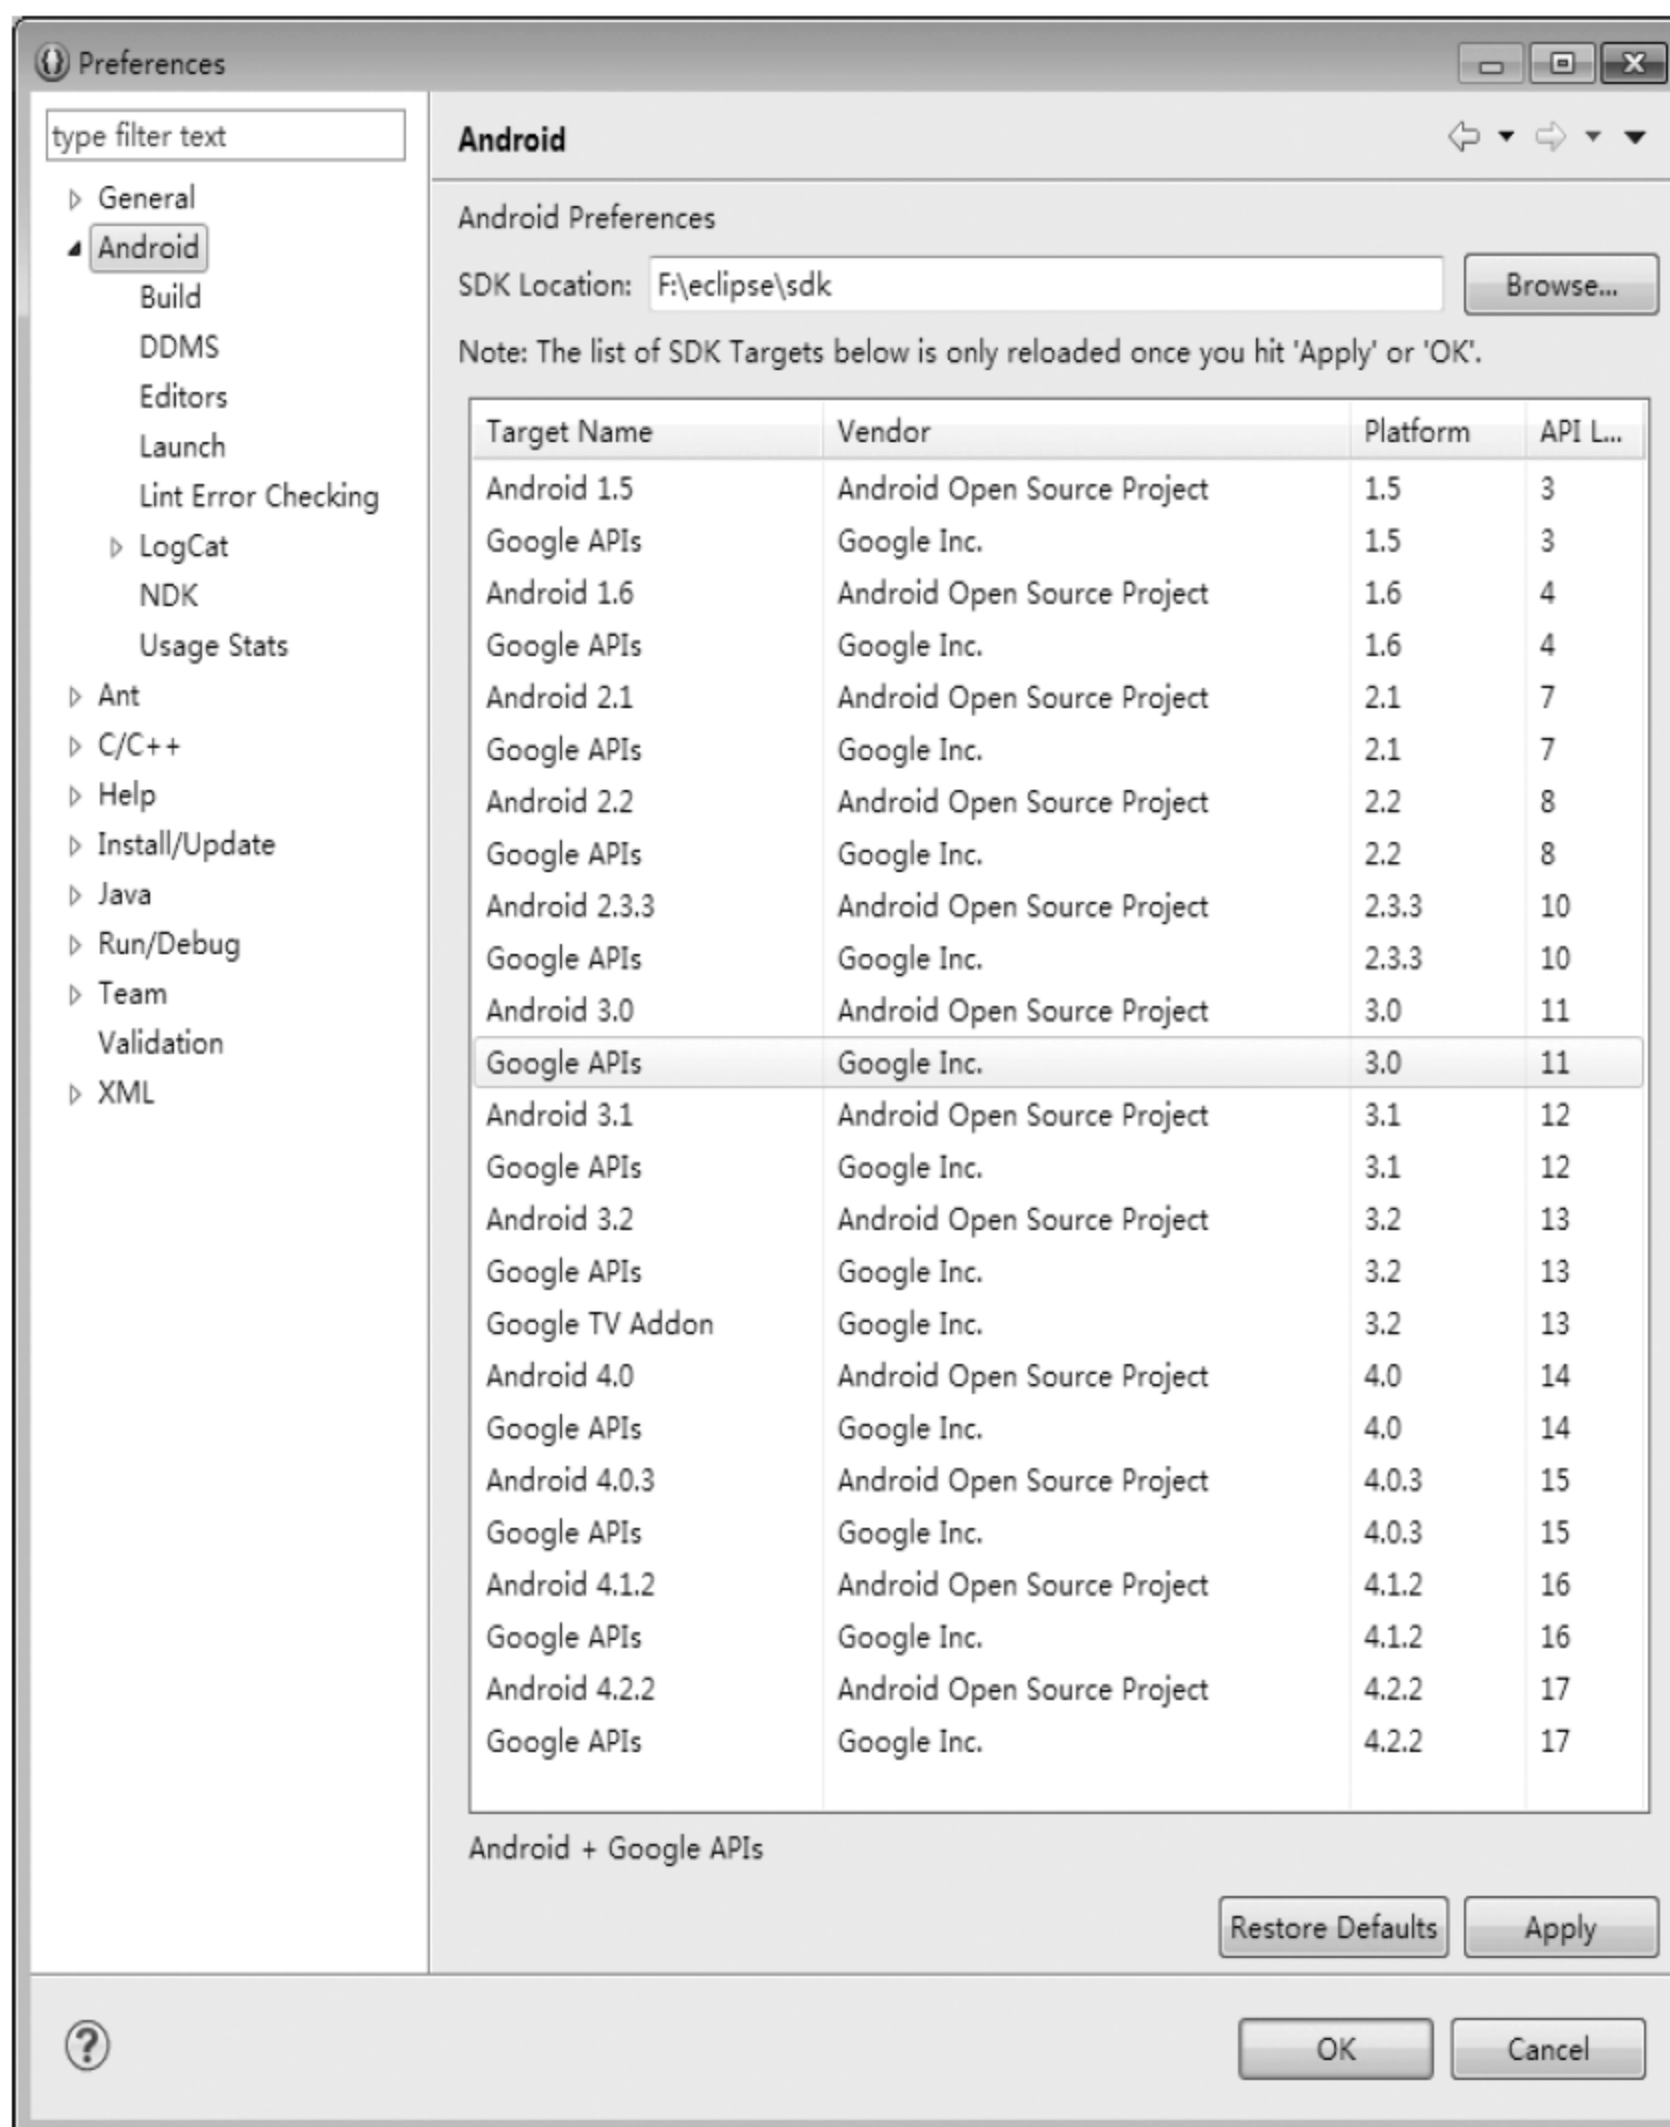 Preferences
type filter text
General
Android
Build
DDMS
Editors
Launch
Lint Error Checking
LogCat
NDK
Usage Stats
Ant
C/C++
Help
Install/Update
Java
Run/Debug
Team
Validation
XML
Android
Android Preferences
SDK Location: F:\eclipse\sdk Browse...
Note: The list of SDK Targets below is only reloaded once you hit 'Apply' or 'OK'.
Target Name Vendor Platform API L...
Android 1.5 Android Open Source Project 1.5 3
Google APIs Google Inc. 1.5 3
Android 1.6 Android Open Source Project 1.6 4
Google APIs Google Inc. 1.6 4
Android 2.1 Android Open Source Project 2.1 7
Google APIs Google Inc. 2.1 7
Android 2.2 Android Open Source Project 2.2 8
Google APIs Google Inc. 2.2 8
Android 2.3.3 Android Open Source Project 2.3.3 10
Google APIs Google Inc. 2.3.3 10
Android 3.0 Android Open Source Project 3.0 11
Google APIs Google Inc. 3.0 11
Android 3.1 Android Open Source Project 3.1 12
Google APIs Google Inc. 3.1 12
Android 3.2 Android Open Source Project 3.2 13
Google APIs Google Inc. 3.2 13
Google TV Addon Google Inc. 3.2 13
Android 4.0 Android Open Source Project 4.0 14
Google APIs Google Inc. 4.0 14
Android 4.0.3 Android Open Source Project 4.0.3 15
Google APIs Google Inc. 4.0.3 15
Android 4.1.2 Android Open Source Project 4.1.2 16
Google APIs Google Inc. 4.1.2 16
Android 4.2.2 Android Open Source Project 4.2.2 17
Google APIs Google Inc. 4.2.2 17
Android + Google APIs
Restore Defaults Apply
? OK Cancel